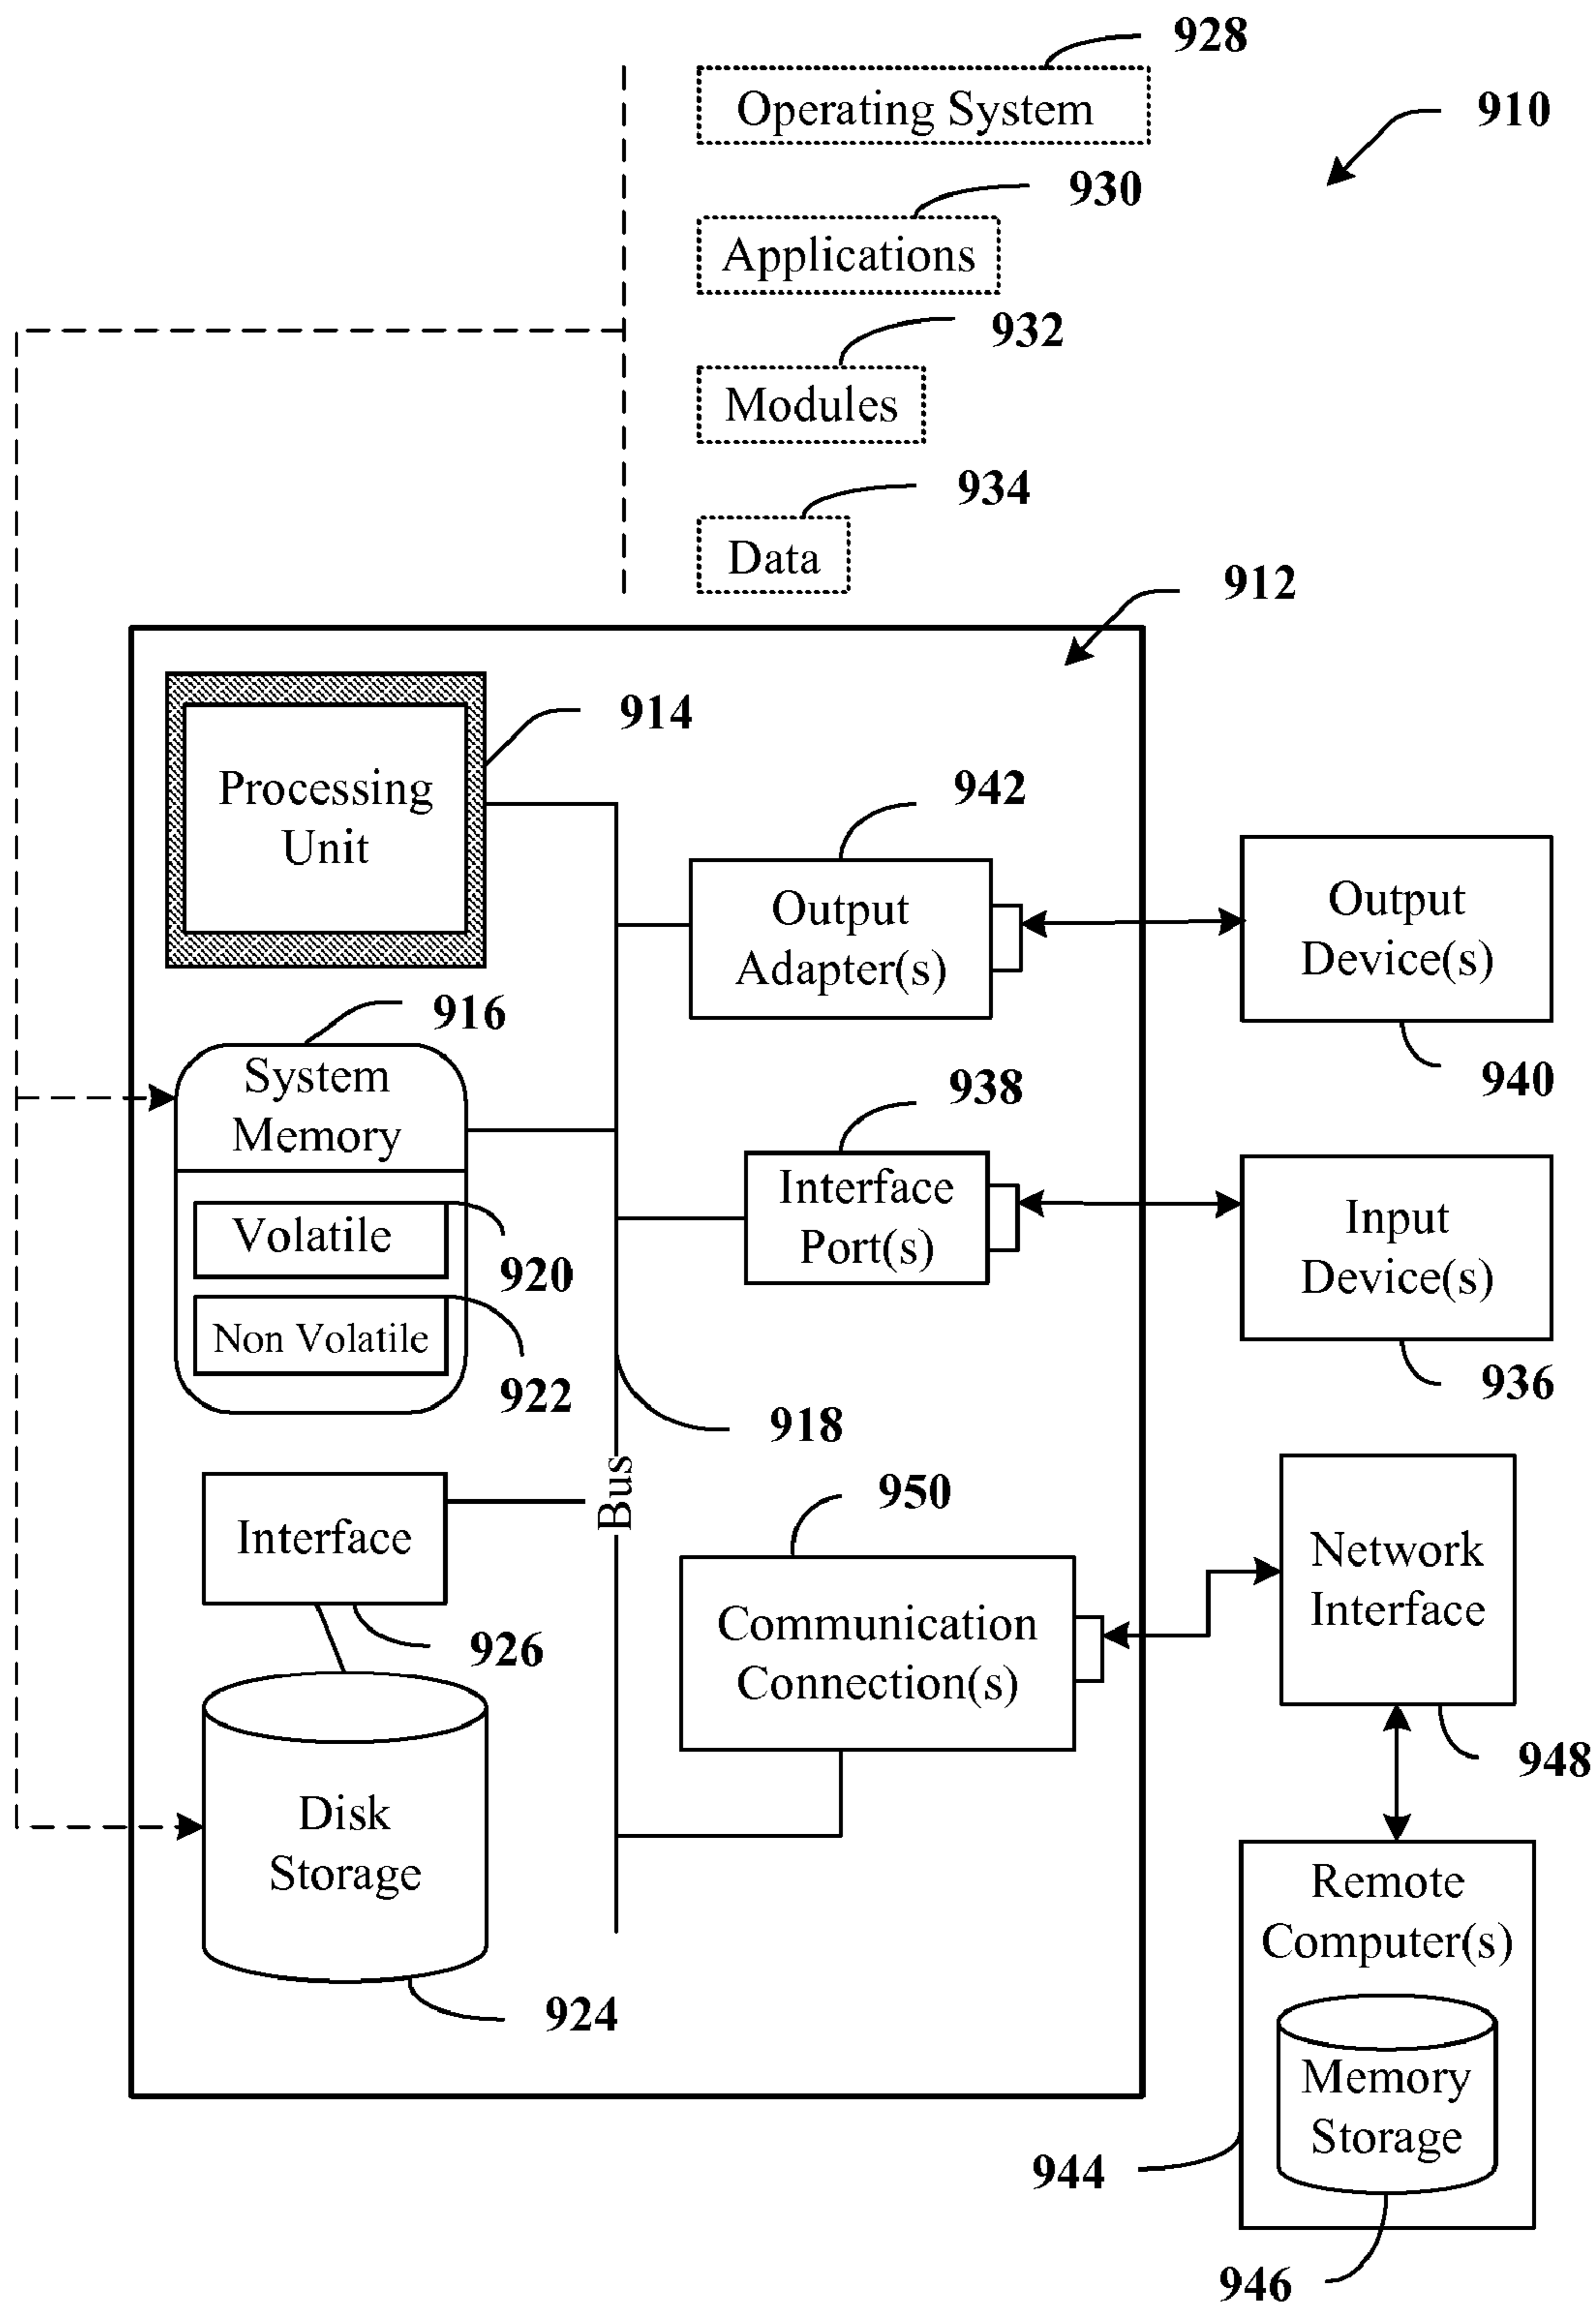 928
Operating System
910
930
Applications
932
Modules
934
Data
912
914
Processing
Unit
942
Output
Adapter(s)
Output
Device(s)
940
916
System
Memory
938
Interface
Port(s)
Input
Device(s)
936
Volatile
920
Non Volatile
922
918
Bus
950
Interface
926
Communication
Connection(s)
Network
Interface
948
Disk
Storage
924
Remote
Computer(s)
Memory
Storage
944
946